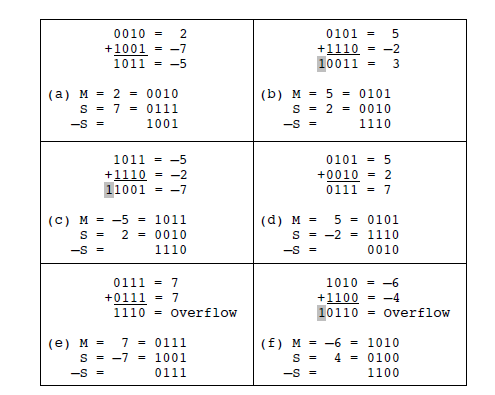 0010 = 2
+1001 = –7
1011 = –5
(a) M = 2 = 0010
S = 7 = 0111
–S = 1001
0101 = 5
+1110 = –2
10011 = 3
(b) M = 5 = 0101
S = 2 = 0010
–S = 1110
1011 = –5
+1110 = –2
11001 = –7
(c) M = –5 = 1011
S = 2 = 0010
–S = 1110
0101 = 5
+0010 = 2
0111 = 7
(d) M = 5 = 0101
S = –2 = 1110
–S = 0010
0111 = 7
+0111 = 7
1110 = Overflow
(e) M = 7 = 0111
S = –7 = 1001
–S = 0111
1010 = –6
+1100 = –4
10110 = Overflow
(f) M = –6 = 1010
S = 4 = 0100
–S = 1100